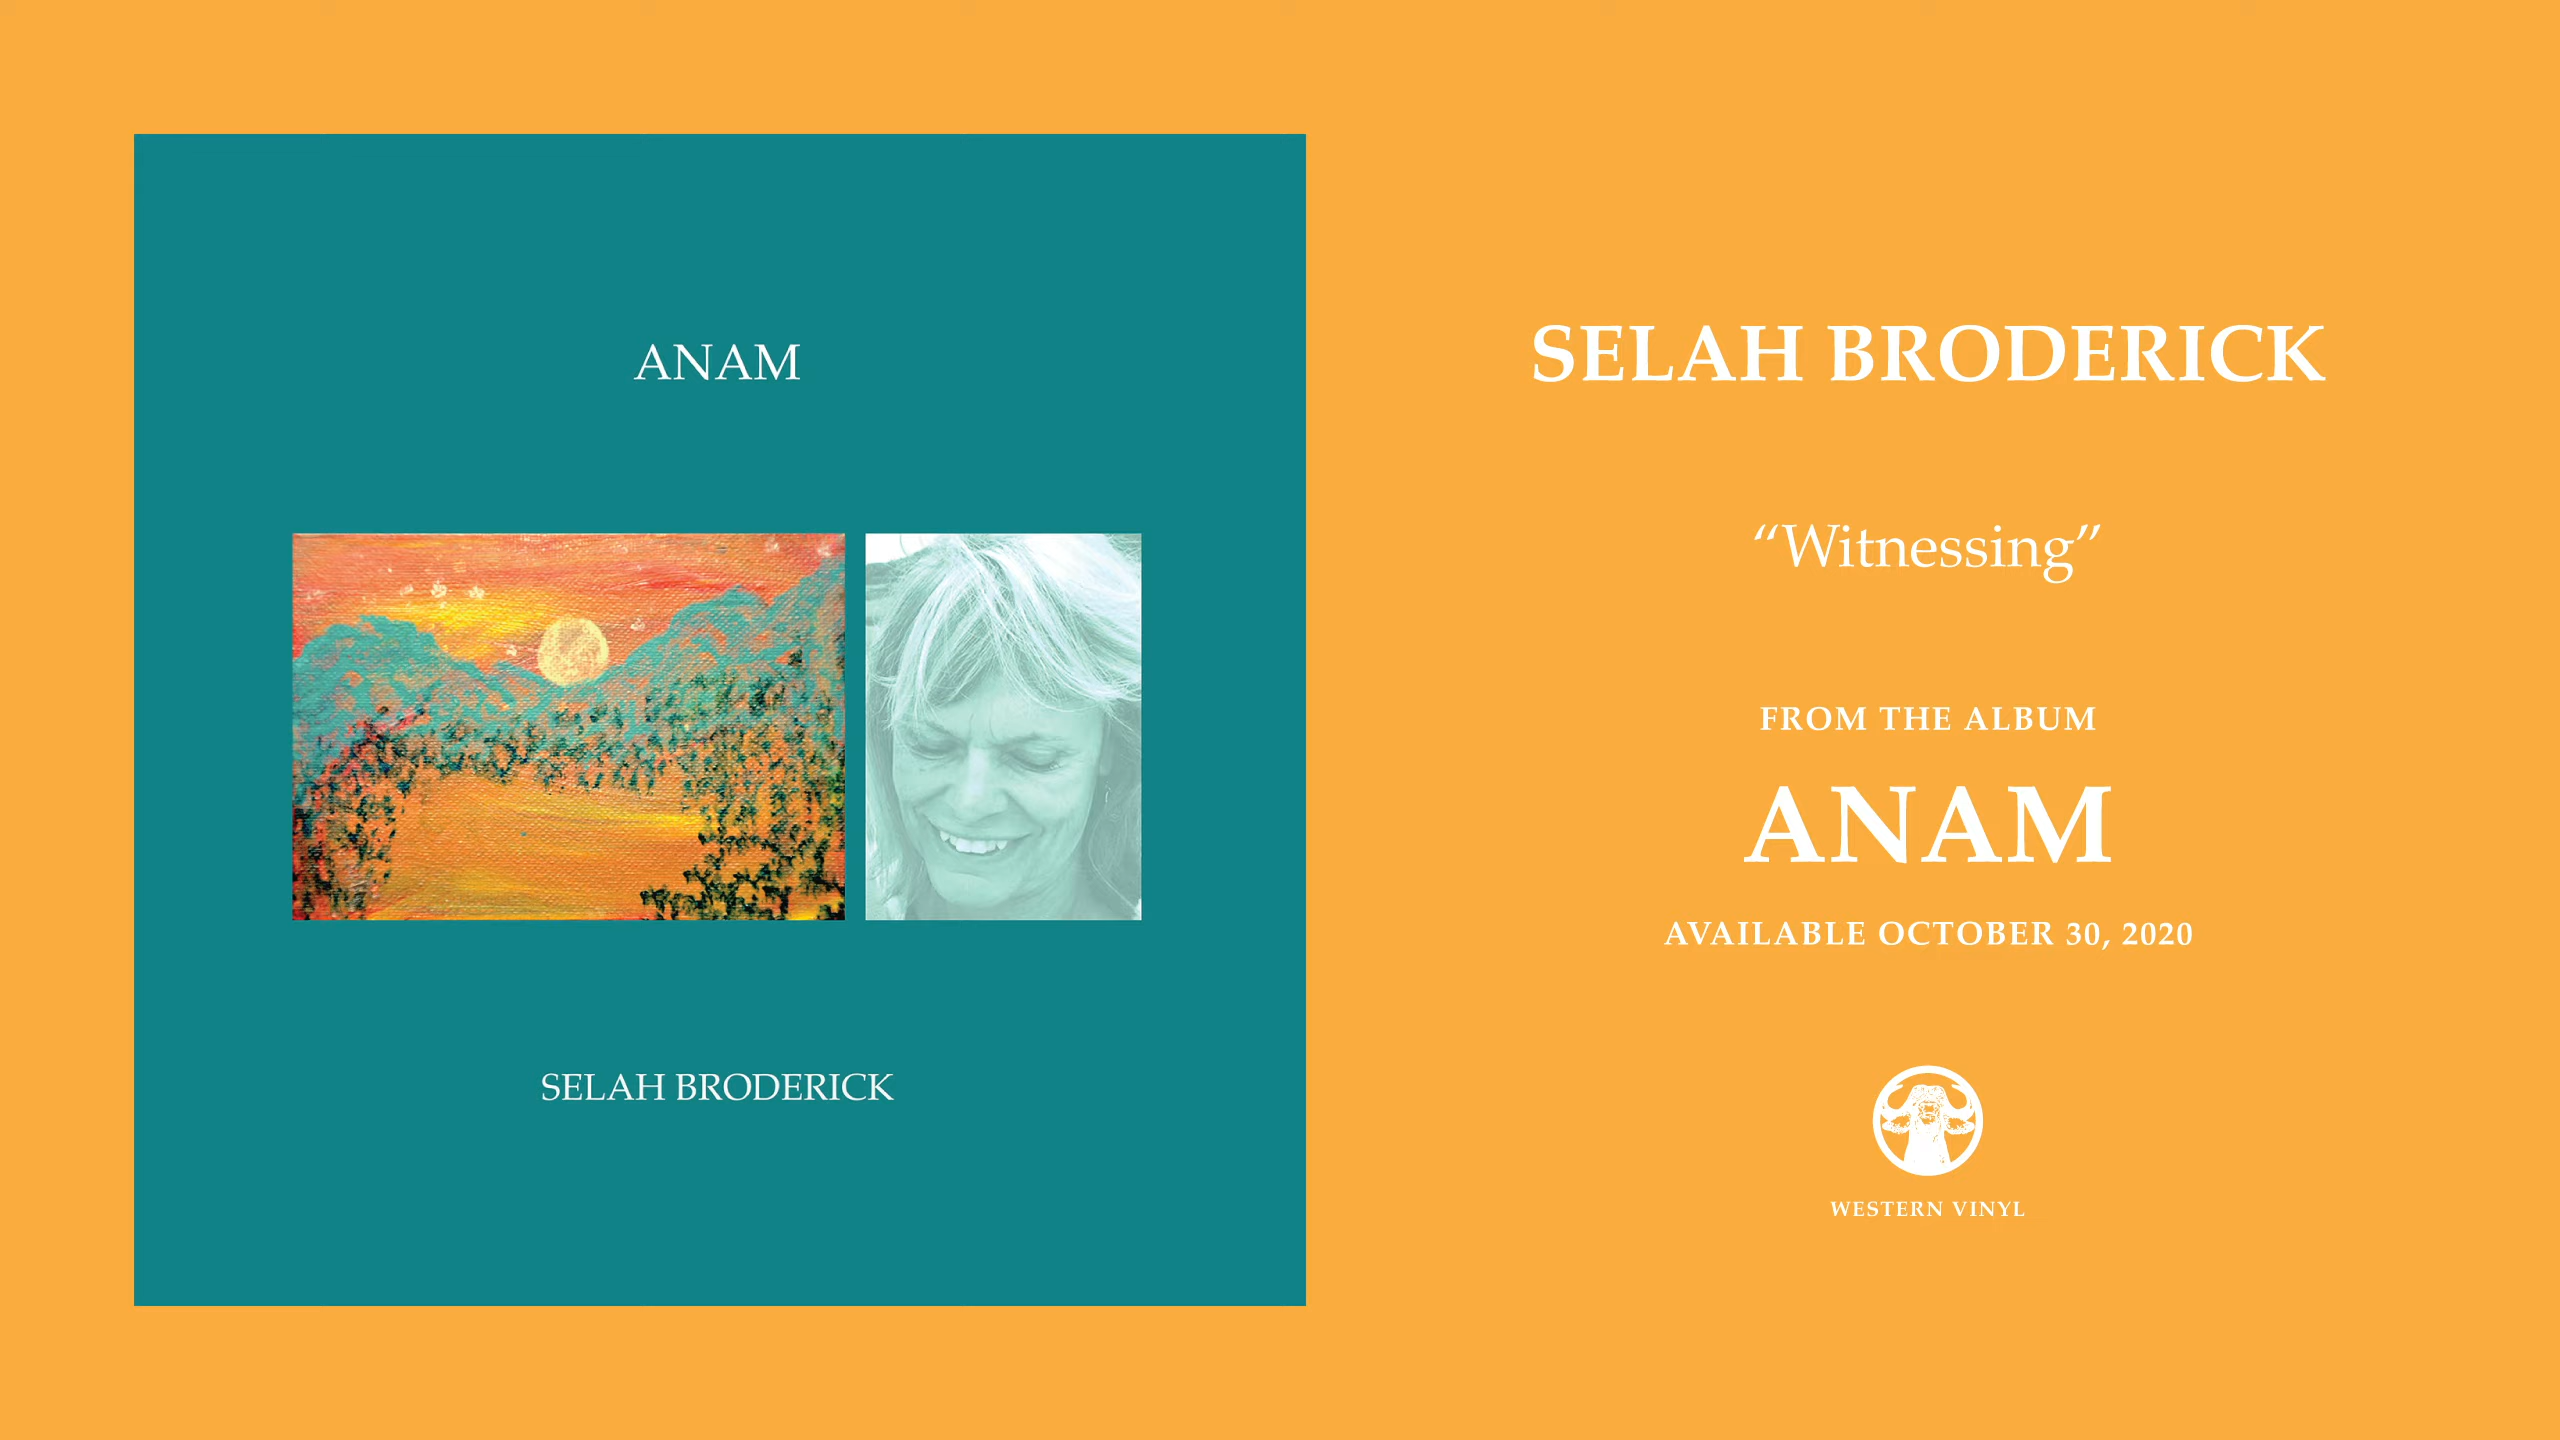 ANAM
SELAH BRODERICK
SELAH BRODERICK
“Witnessing”
FROM THE ALBUM
ANAM
AVAILABLE OCTOBER 30, 2020
WESTERN VINYL